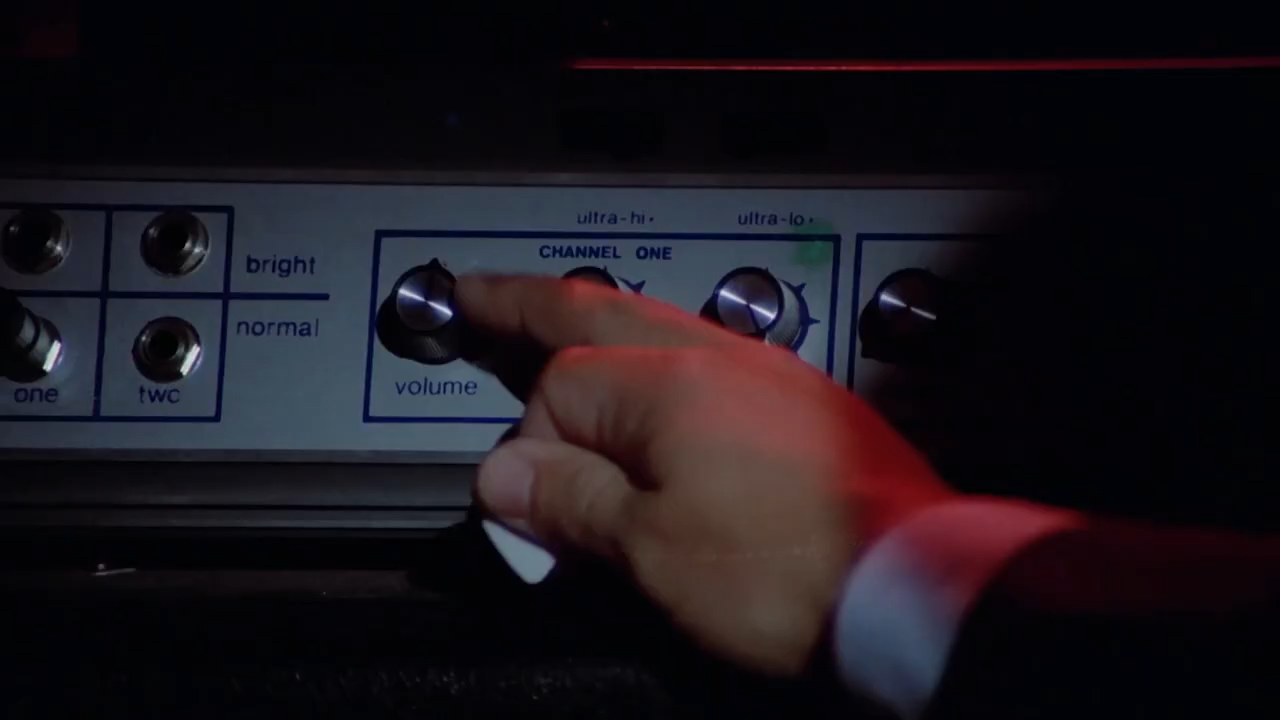 ultra-hi
ultra-lo
CHANNEL ONE
bright
normal
volume
one
two